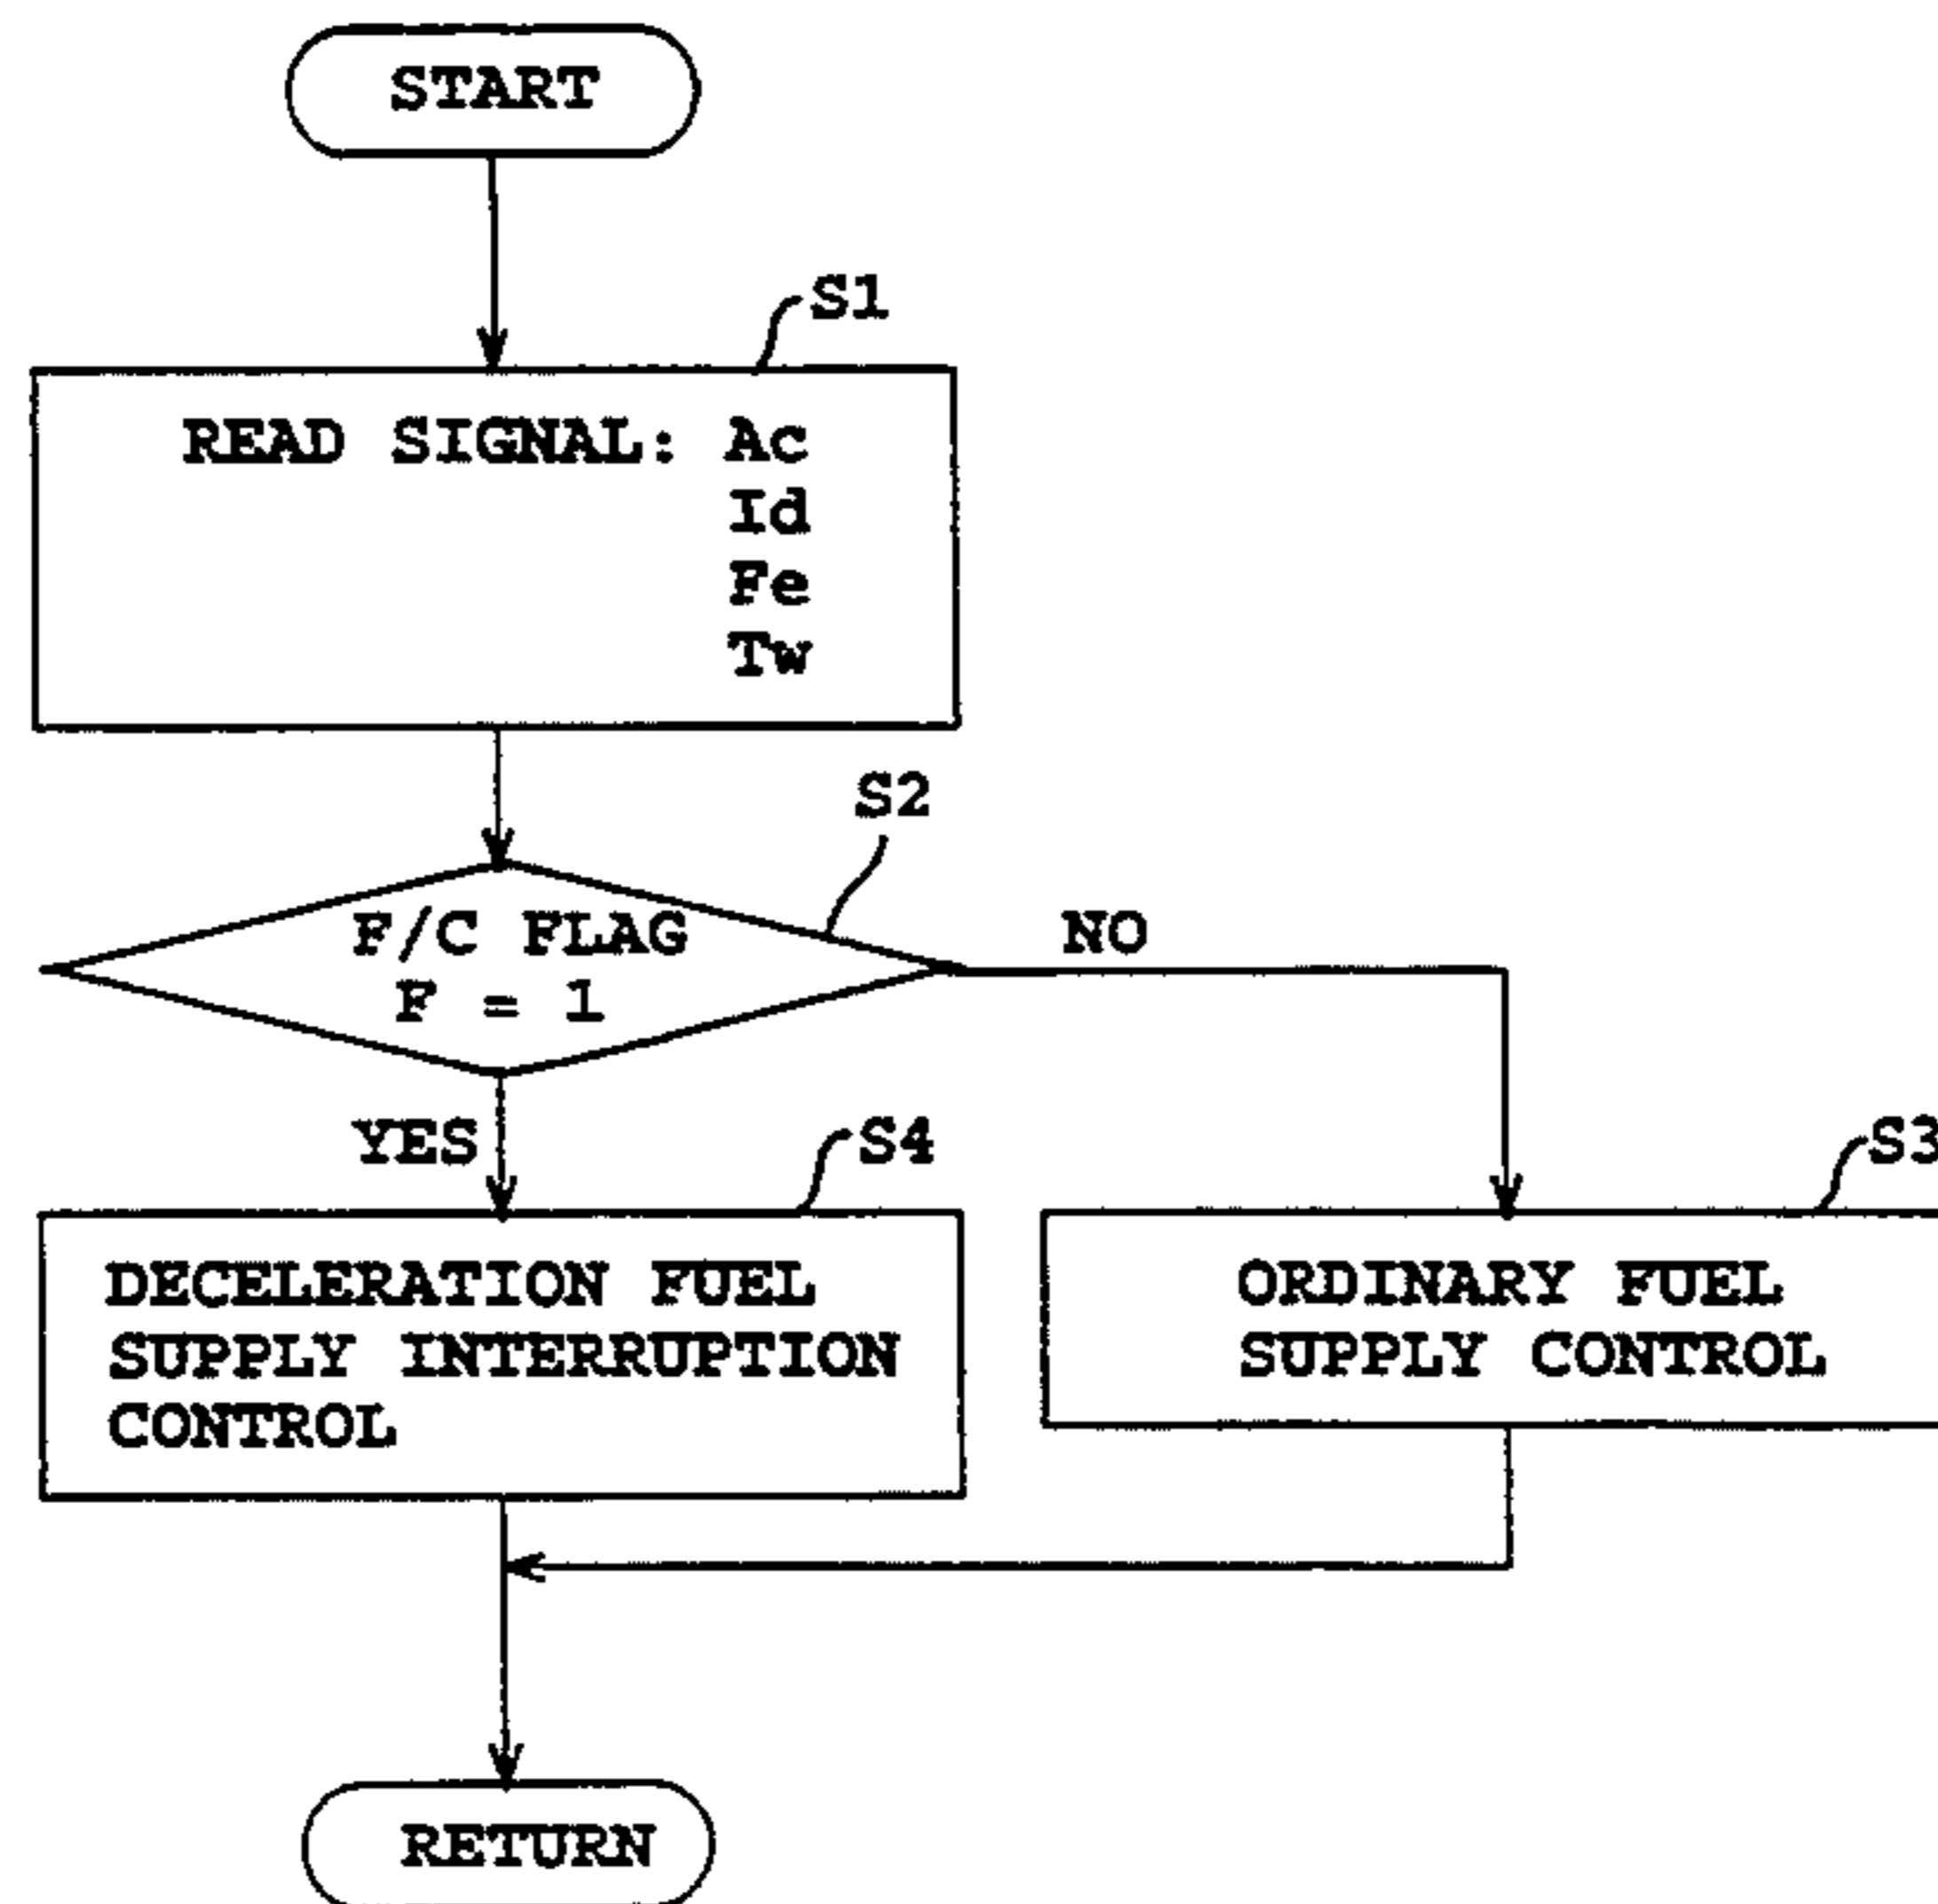 START
S1
READ SIGNAL: Ac
Id
Fe
Tw
S2
F/C FLAG
F = 1
NO
YES
S4
S3
DECELERATION FUEL
SUPPLY INTERRUPTION
CONTROL
ORDINARY FUEL
SUPPLY CONTROL
RETURN